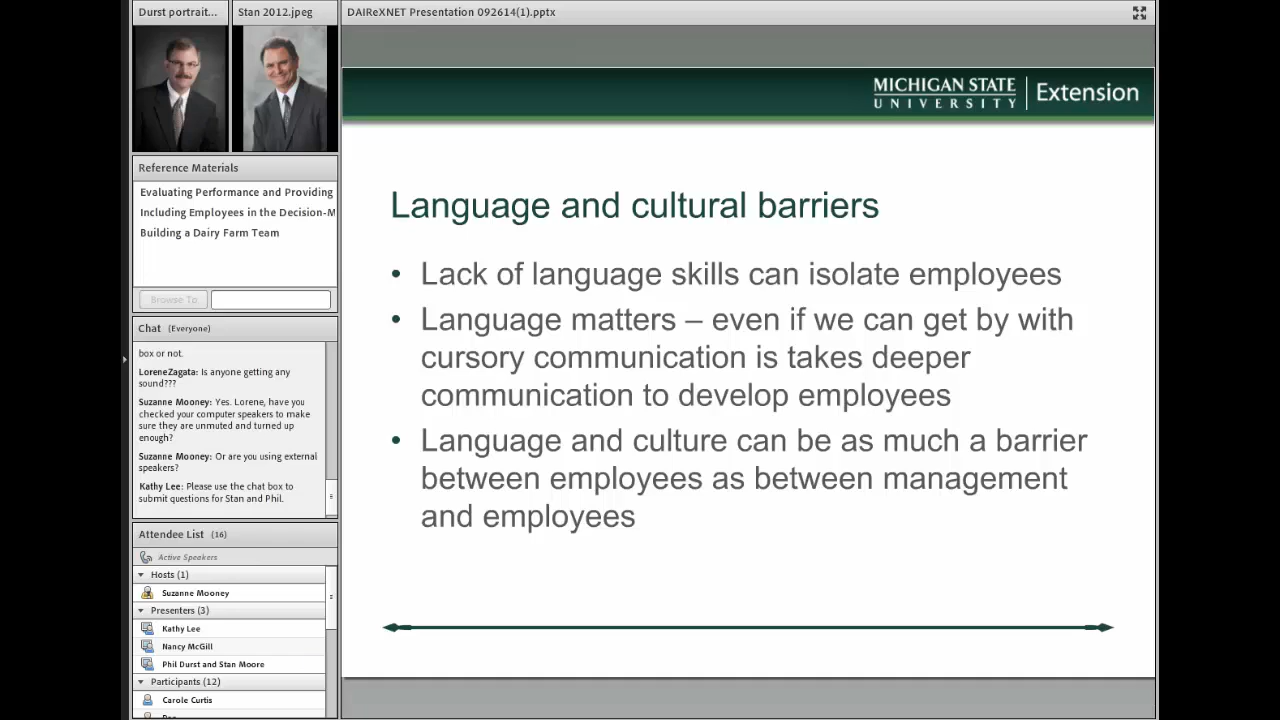 Durst portrait...
Stan 2012.jpeg
DAIReXNET Presentation 092614(1).pptx
Reference Materials
Evaluating Performance and Providing
Including Employees in the Decision-M
Building a Dairy Farm Team
Browse To
Chat (Everyone)
box or not.
LoreneZagata: Is anyone getting any
sound???
Suzanne Mooney: Yes. Lorene, have you
checked your computer speakers to make
sure they are unmuted and turned up
enough?
Suzanne Mooney: Or are you using external
speakers?
Kathy Lee: Please use the chat box to
submit questions for Stan and Phil.
Attendee List (16)
Active Speakers
Hosts (1)
Suzanne Mooney
Presenters (3)
Kathy Lee
Nancy McGill
Phil Durst and Stan Moore
Participants (12)
Carole Curtis
MICHIGAN STATE
UNIVERSITY
Extension
Language and cultural barriers
• Lack of language skills can isolate employees
• Language matters – even if we can get by with
cursory communication is takes deeper
communication to develop employees
• Language and culture can be as much a barrier
between employees as between management
and employees